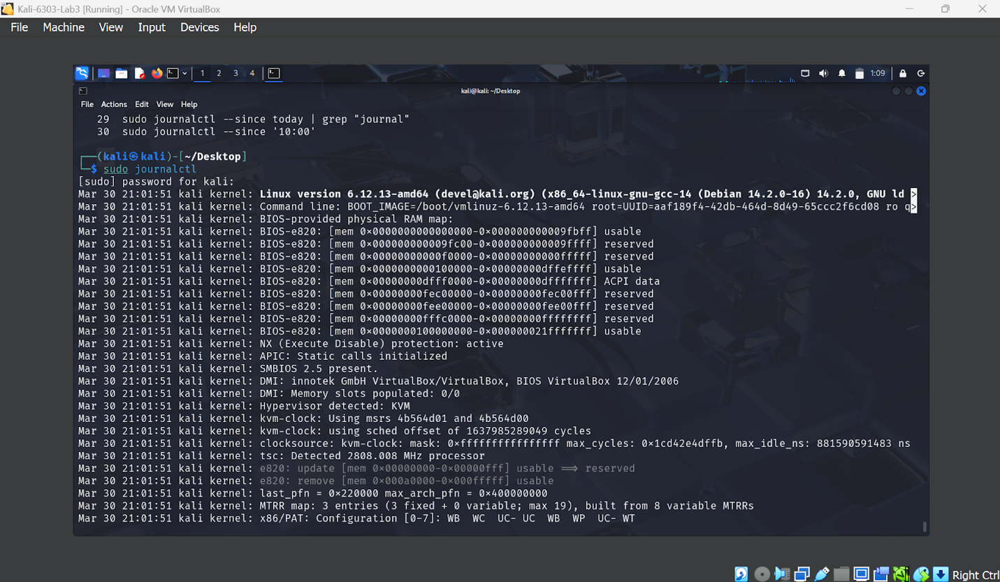 Kali-6303-Lab3 [Running] - Oracle VM VirtualBox
File Machine View Input Devices Help
1 2 3 4 1:09
kali@kali: ~/Desktop
File Actions Edit View Help
29 sudo journalctl --since today | grep "journal"
30 sudo journalctl --since '10:00'
┌──(kali㉿kali)-[~/Desktop]
└─$ sudo journalctl
[sudo] password for kali:
Mar 30 21:01:51 kali kernel: Linux version 6.12.13-amd64 (devel@kali.org) (x86_64-linux-gnu-gcc-14 (Debian 14.2.0-16) 14.2.0, GNU ld >
Mar 30 21:01:51 kali kernel: Command line: BOOT_IMAGE=/boot/vmlinuz-6.12.13-amd64 root=UUID=aaf189f4-42db-464d-8d49-65ccc2f6cd08 ro q>
Mar 30 21:01:51 kali kernel: BIOS-provided physical RAM map:
Mar 30 21:01:51 kali kernel: BIOS-e820: [mem 0x0000000000000000-0x000000000009fbff] usable
Mar 30 21:01:51 kali kernel: BIOS-e820: [mem 0x000000000009fc00-0x000000000009ffff] reserved
Mar 30 21:01:51 kali kernel: BIOS-e820: [mem 0x00000000000f0000-0x00000000000fffff] reserved
Mar 30 21:01:51 kali kernel: BIOS-e820: [mem 0x0000000000100000-0x00000000dffeffff] usable
Mar 30 21:01:51 kali kernel: BIOS-e820: [mem 0x00000000dfff0000-0x00000000dfffffff] ACPI data
Mar 30 21:01:51 kali kernel: BIOS-e820: [mem 0x00000000fec00000-0x00000000fec00fff] reserved
Mar 30 21:01:51 kali kernel: BIOS-e820: [mem 0x00000000fee00000-0x00000000fee00fff] reserved
Mar 30 21:01:51 kali kernel: BIOS-e820: [mem 0x00000000fffc0000-0x00000000ffffffff] reserved
Mar 30 21:01:51 kali kernel: BIOS-e820: [mem 0x0000000100000000-0x000000021fffffff] usable
Mar 30 21:01:51 kali kernel: NX (Execute Disable) protection: active
Mar 30 21:01:51 kali kernel: APIC: Static calls initialized
Mar 30 21:01:51 kali kernel: SMBIOS 2.5 present.
Mar 30 21:01:51 kali kernel: DMI: innotek GmbH VirtualBox/VirtualBox, BIOS VirtualBox 12/01/2006
Mar 30 21:01:51 kali kernel: DMI: Memory slots populated: 0/0
Mar 30 21:01:51 kali kernel: Hypervisor detected: KVM
Mar 30 21:01:51 kali kernel: kvm-clock: Using msrs 4b564d01 and 4b564d00
Mar 30 21:01:51 kali kernel: kvm-clock: using sched offset of 1637985289049 cycles
Mar 30 21:01:51 kali kernel: clocksource: kvm-clock: mask: 0xffffffffffffffff max_cycles: 0x1cd42e4dffb, max_idle_ns: 881590591483 ns
Mar 30 21:01:51 kali kernel: tsc: Detected 2808.008 MHz processor
Mar 30 21:01:51 kali kernel: e820: update [mem 0x00000000-0x00000fff] usable ==> reserved
Mar 30 21:01:51 kali kernel: e820: remove [mem 0x000a0000-0x000fffff] usable
Mar 30 21:01:51 kali kernel: last_pfn = 0x220000 max_arch_pfn = 0x400000000
Mar 30 21:01:51 kali kernel: MTRR map: 3 entries (3 fixed + 0 variable; max 19), built from 8 variable MTRRs
Mar 30 21:01:51 kali kernel: x86/PAT: Configuration [0-7]: WB WC UC- UC WB WP UC- WT
Right Ctrl